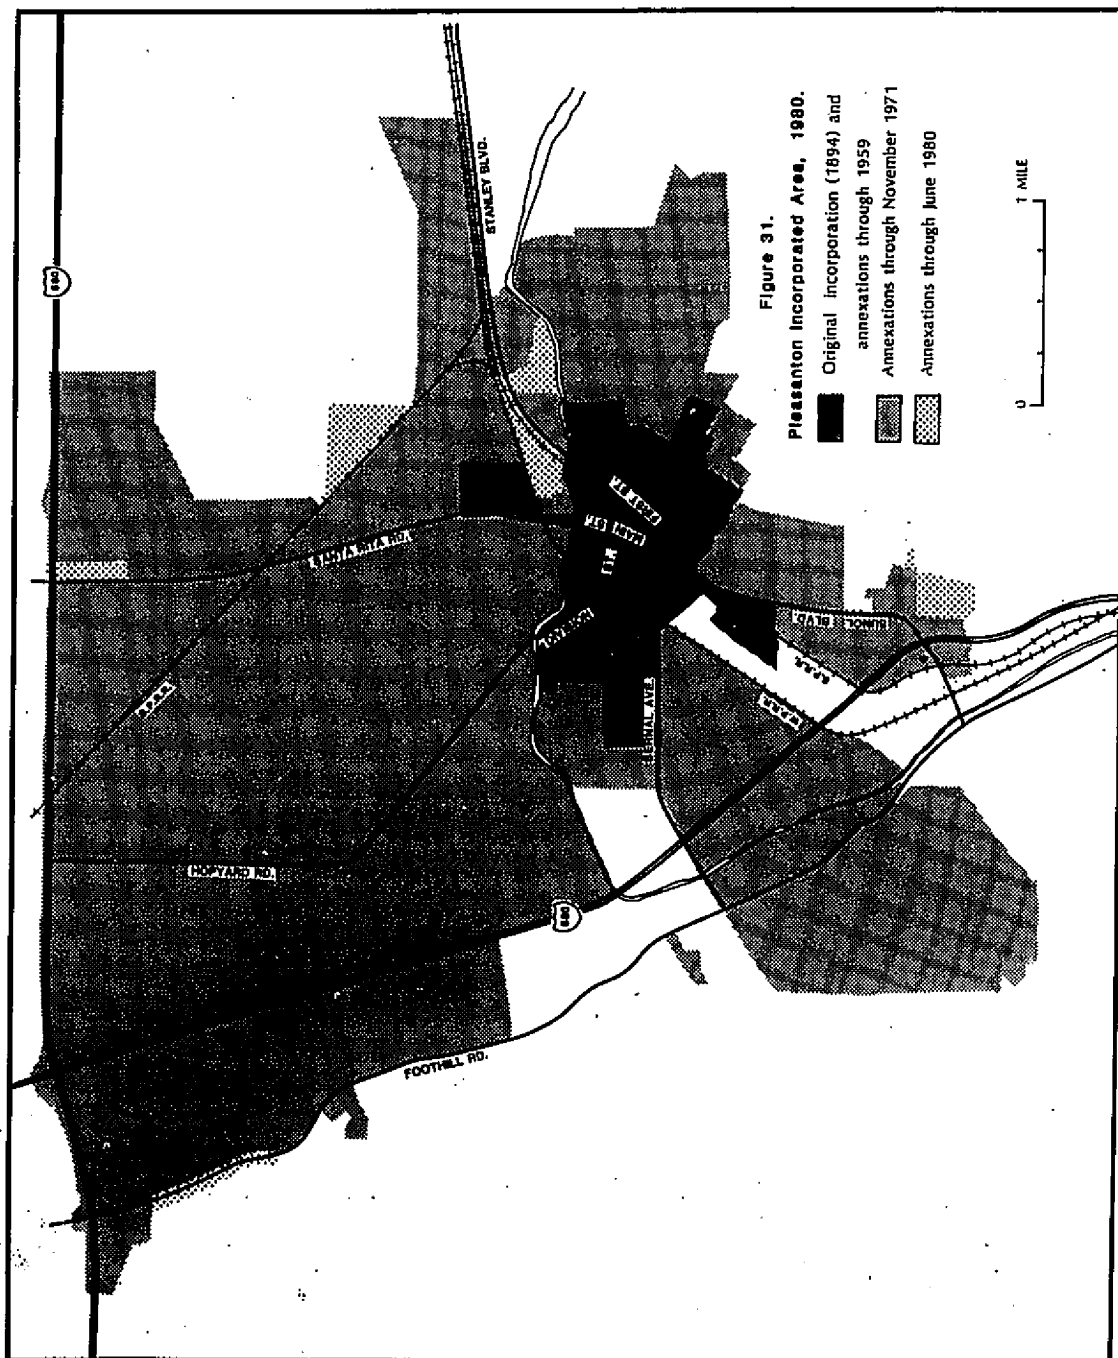 Figure 31.
Pleasanton Incorporated Area, 1980.
Original Incorporation (1894) and
annexations through 1959
Annexations through November 1971
Annexations through June 1980
0
1 MILE
STANLEY BLVD.
SANTA RITA RD.
S.P.R.R.
HOPYARD RD.
FOOTHILL RD.
680
MAIN ST.
FIRST ST.
DIVISION
BERNAL AVE.
SUNOL BLVD.
S.P.R.R.
W.P.R.R.